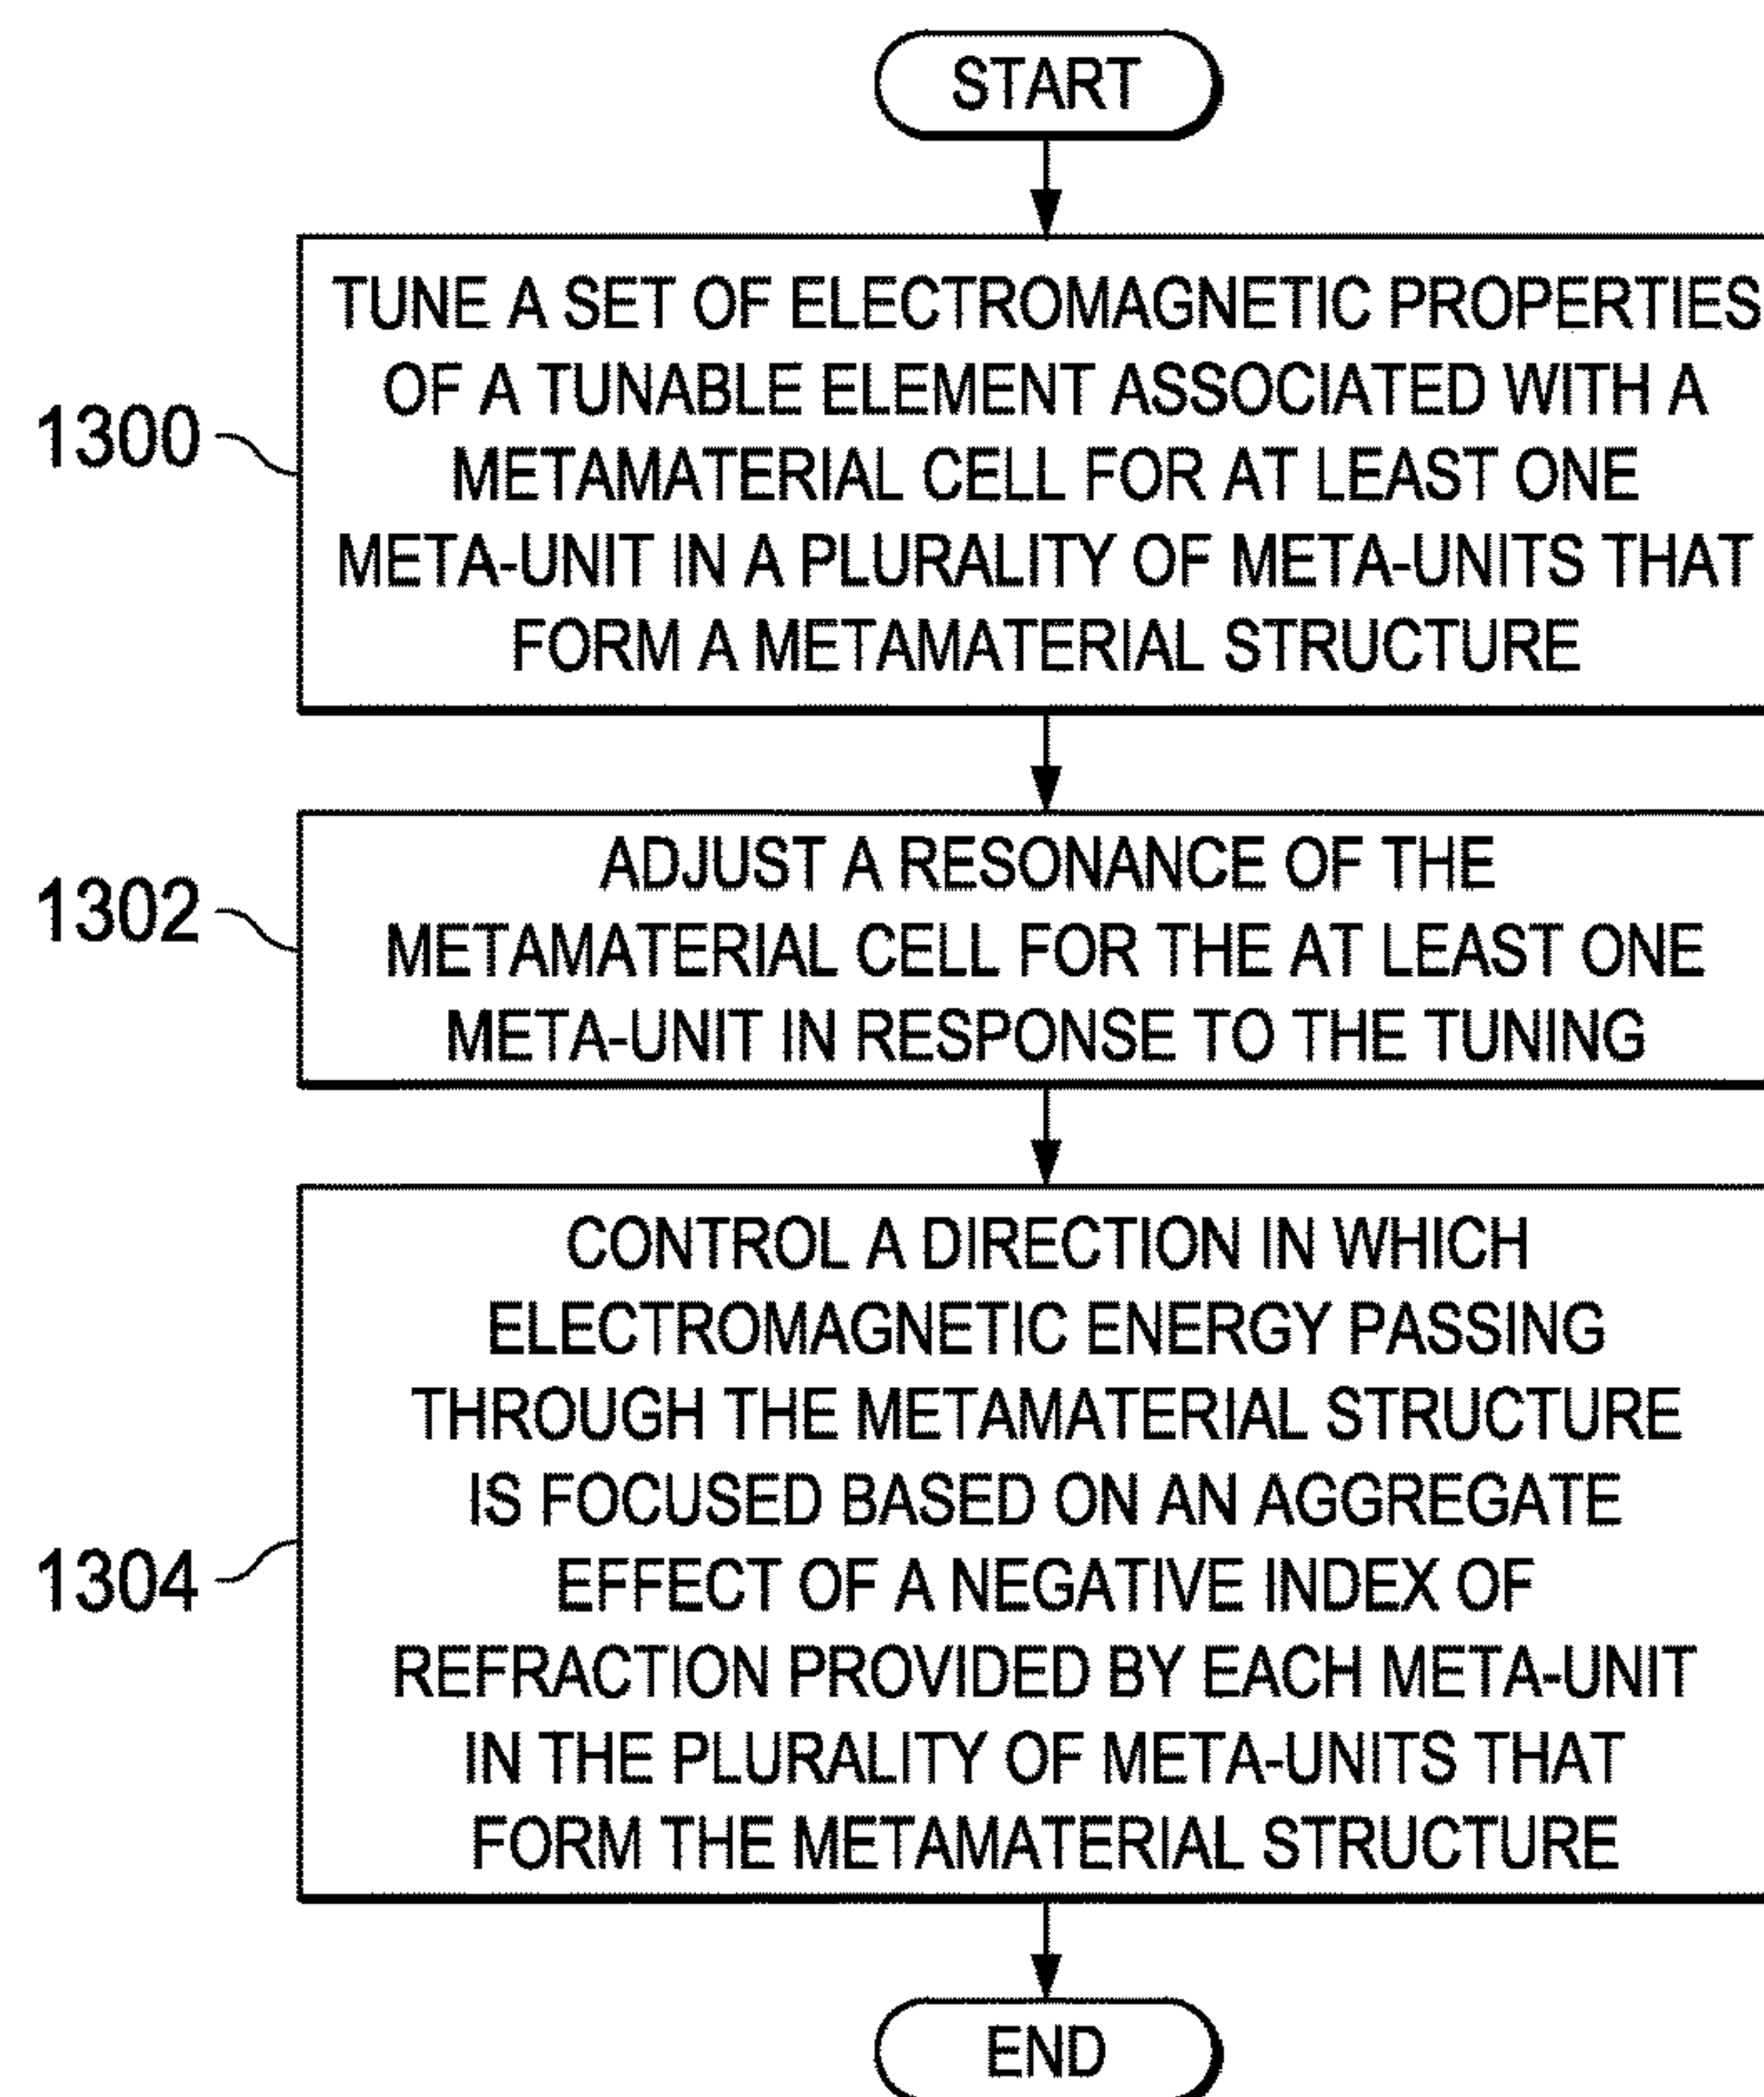 START
TUNE A SET OF ELECTROMAGNETIC PROPERTIES
OF A TUNABLE ELEMENT ASSOCIATED WITH A
METAMATERIAL CELL FOR AT LEAST ONE
META-UNIT IN A PLURALITY OF META-UNITS THAT
FORM A METAMATERIAL STRUCTURE
1300
ADJUST A RESONANCE OF THE
METAMATERIAL CELL FOR THE AT LEAST ONE
META-UNIT IN RESPONSE TO THE TUNING
1302
CONTROL A DIRECTION IN WHICH
ELECTROMAGNETIC ENERGY PASSING
THROUGH THE METAMATERIAL STRUCTURE
IS FOCUSED BASED ON AN AGGREGATE
EFFECT OF A NEGATIVE INDEX OF
REFRACTION PROVIDED BY EACH META-UNIT
IN THE PLURALITY OF META-UNITS THAT
FORM THE METAMATERIAL STRUCTURE
1304
END